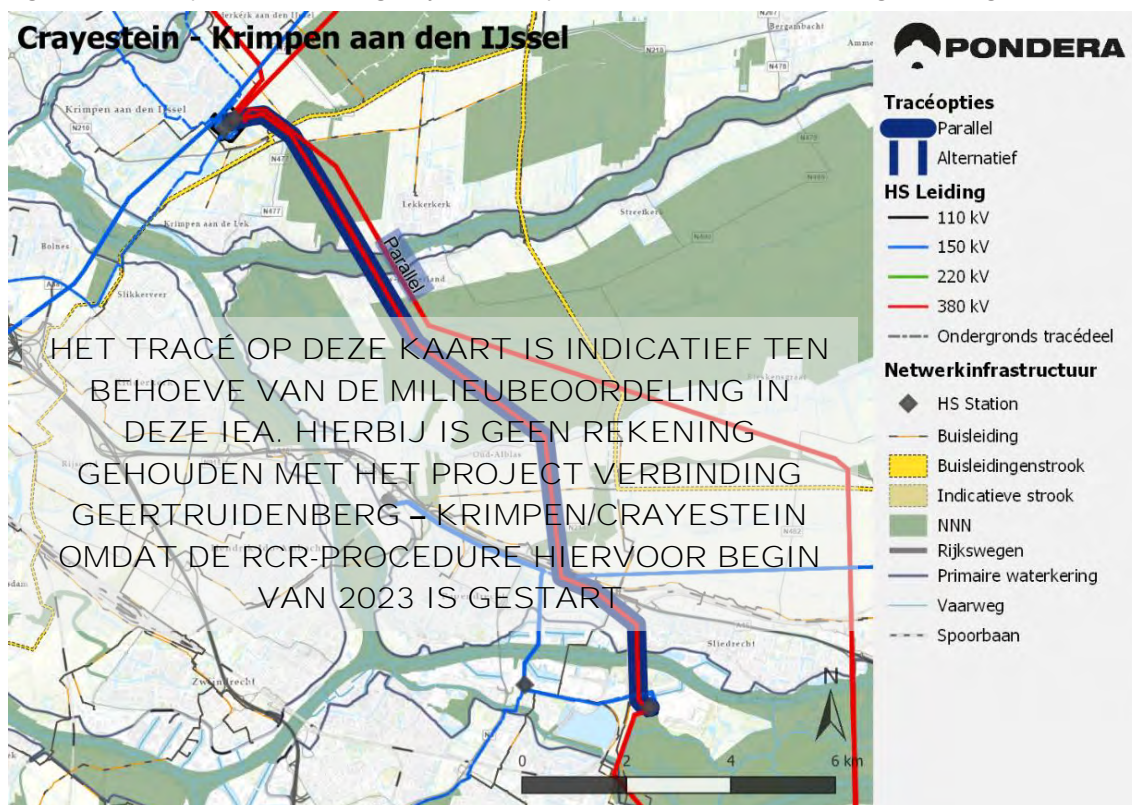 Crayestein - Krimpen aan den IJssel
N210
Bergambacht
N478
Krimpen aan den IJssel
N210
N477
Lekkerkerk
Streefkerk
N477
Krimpen aan de Lek
Bolnes
Slikkerveer
Parallel
HET TRACÉ OP DEZE KAART IS INDICATIEF TEN
BEHOEVE VAN DE MILIEUBEOORDELING IN
DEZE IEA. HIERBIJ IS GEEN REKENING
GEHOUDEN MET HET PROJECT VERBINDING
GEERTRUIDENBERG – KRIMPEN/CRAYESTEIN
OMDAT DE RCR-PROCEDURE HIERVOOR BEGIN
VAN 2023 IS GESTART
Oud-Alblas
N482
Sliedrecht
Zwijndrecht
N
0 2 4 6 km
PONDERA
Tracéopties
Parallel
Alternatief
HS Leiding
110 kV
150 kV
220 kV
380 kV
Ondergronds tracédeel
Netwerkinfrastructuur
HS Station
Buisleiding
Buisleidingenstrook
Indicatieve strook
NNN
Rijkswegen
Primaire waterkering
Vaarweg
Spoorbaan